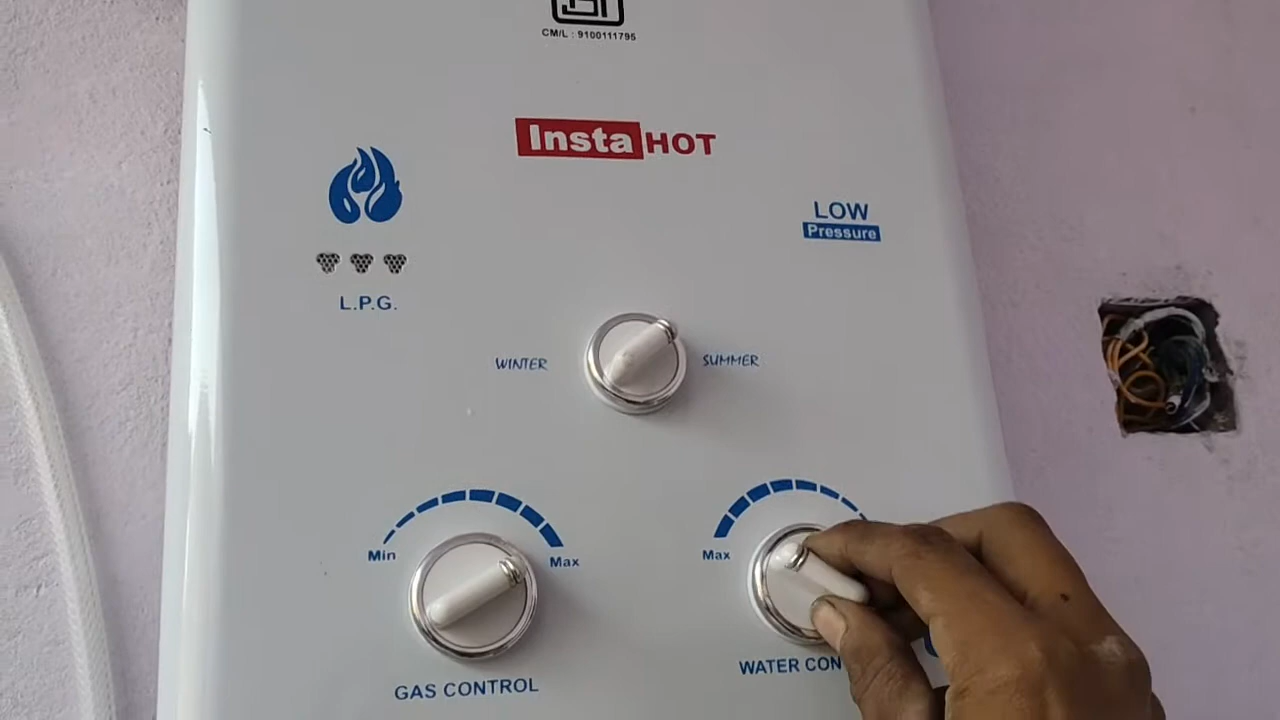 CM/L : 9100111795
Insta HOT
LOW
Pressure
L.P.G.
WINTER
SUMMER
Min
Max
Max
GAS CONTROL
WATER CON